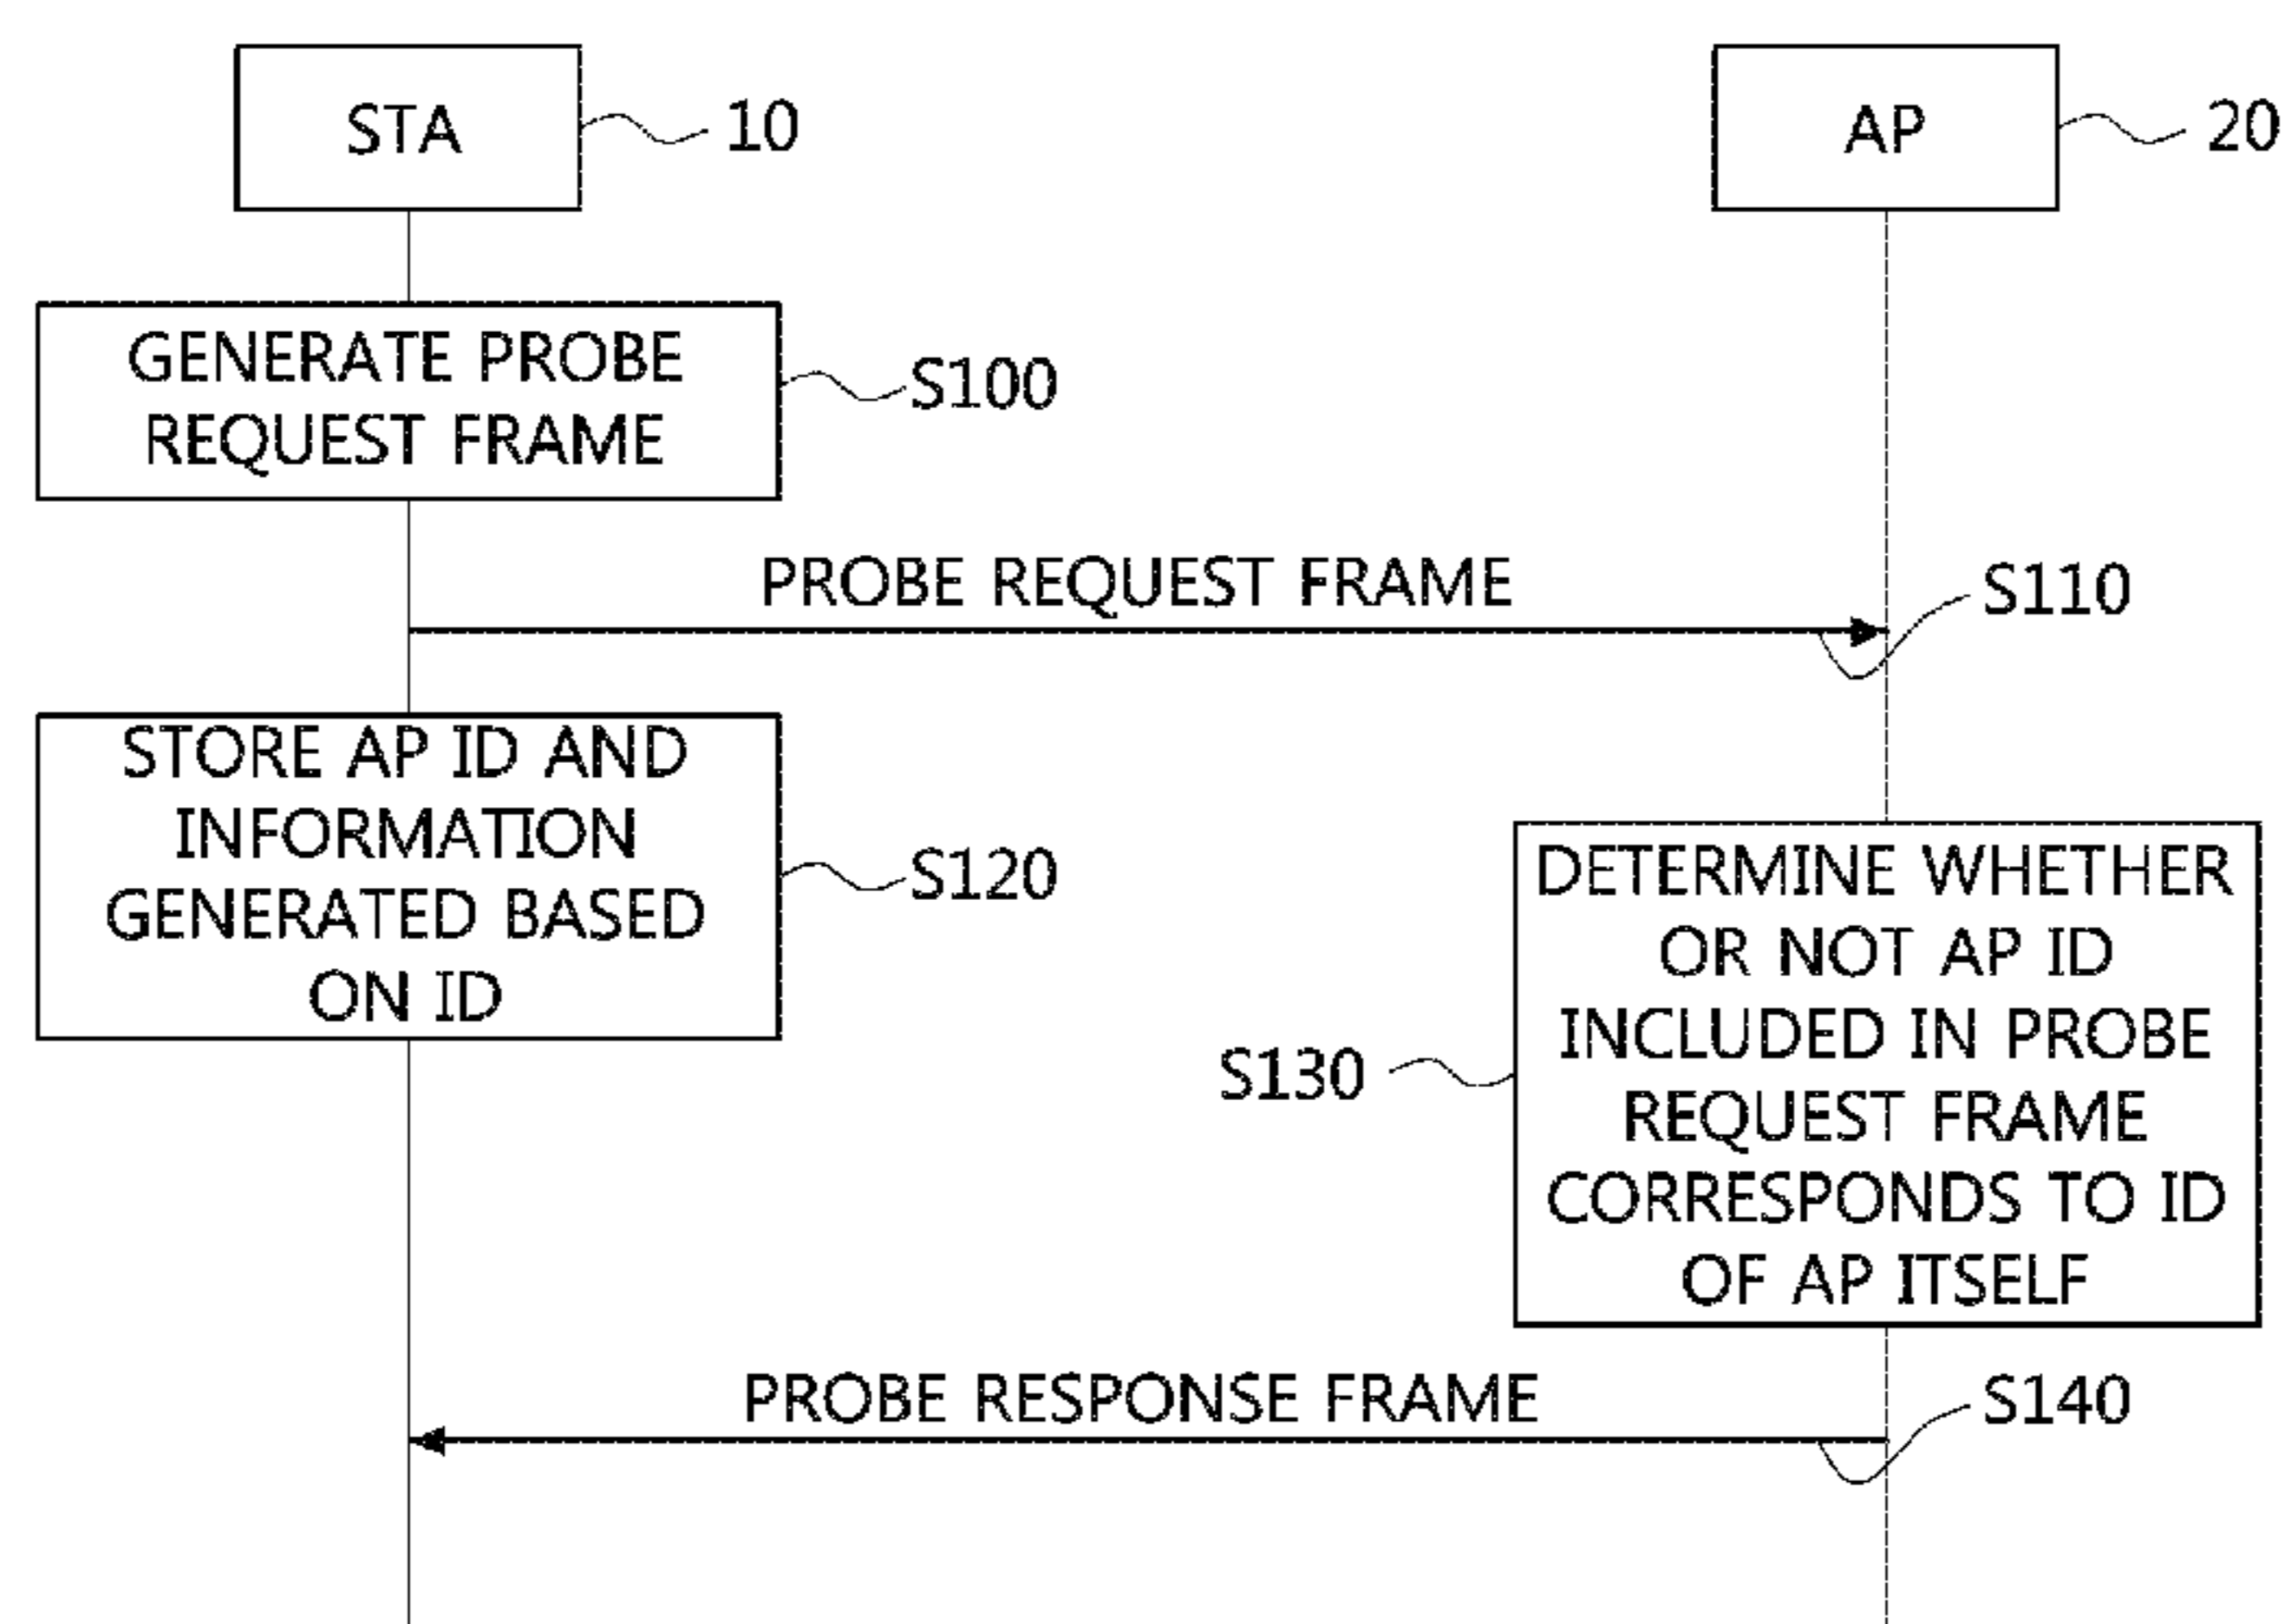 STA
10
AP
20
GENERATE PROBE
REQUEST FRAME
S100
PROBE REQUEST FRAME
S110
STORE AP ID AND
INFORMATION
GENERATED BASED
ON ID
S120
DETERMINE WHETHER
OR NOT AP ID
INCLUDED IN PROBE
REQUEST FRAME
CORRESPONDS TO ID
OF AP ITSELF
S130
PROBE RESPONSE FRAME
S140